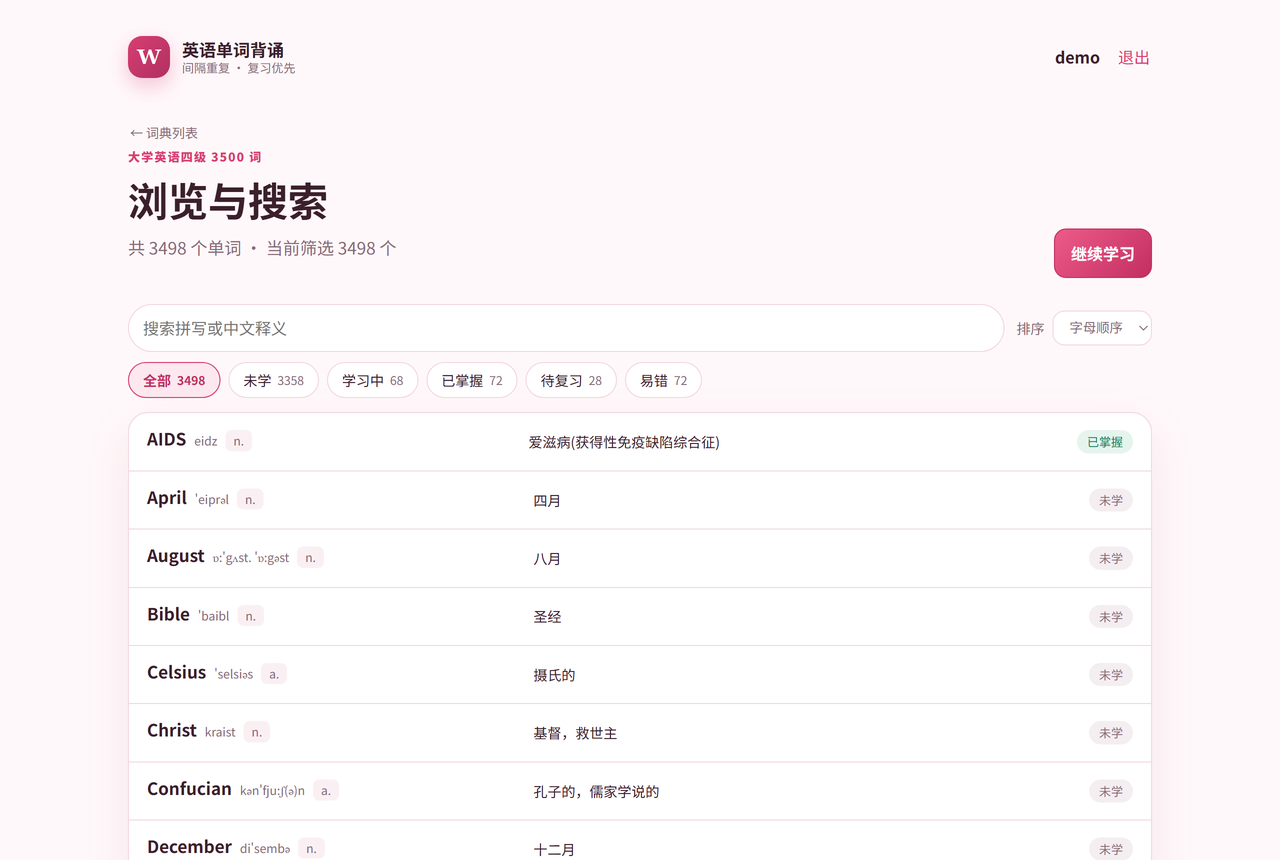 W
英语单词背诵
间隔重复 · 复习优先
demo 退出
← 词典列表
大学英语四级 3500 词
浏览与搜索
共 3498 个单词 · 当前筛选 3498 个
继续学习
搜索拼写或中文释义
排序 字母顺序
全部 3498 未学 3358 学习中 68 已掌握 72 待复习 28 易错 72
AIDS eidz n. 爱滋病(获得性免疫缺陷综合征) 已掌握
April ˈeiprəl n. 四月 未学
August ɒ:ˈgʌst. ˈɒ:gəst n. 八月 未学
Bible ˈbaibl n. 圣经 未学
Celsius ˈselsiəs a. 摄氏的 未学
Christ kraist n. 基督，救世主 未学
Confucian kənˈfju:ʃ(ə)n a. 孔子的，儒家学说的 未学
December diˈsembə n. 十二月 未学